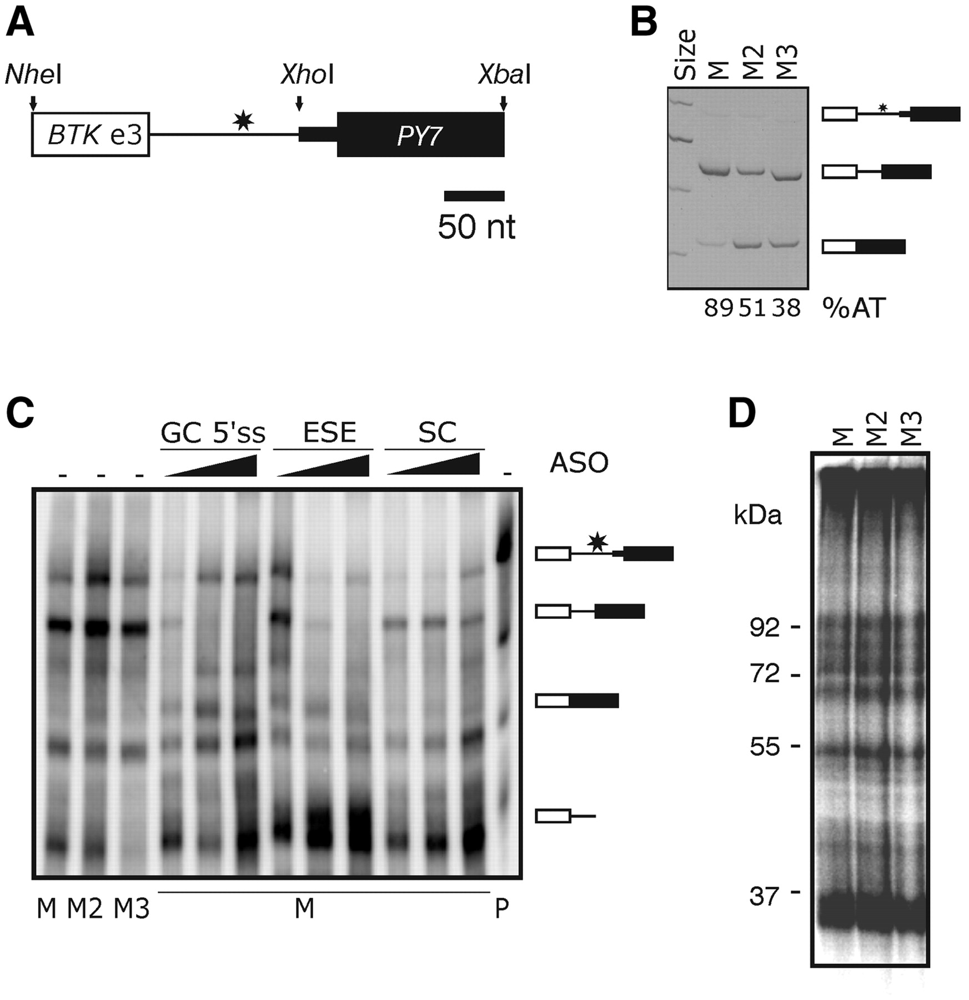 A
NheI XhoI XbaI
BTK e3 PY7
50 nt
B
Size M M2 M3
89 51 38 %AT
C
GC 5'ss ESE SC
ASO
- - - -
M M2 M3 M P
D
M M2 M3
kDa
92 -
72 -
55 -
37 -